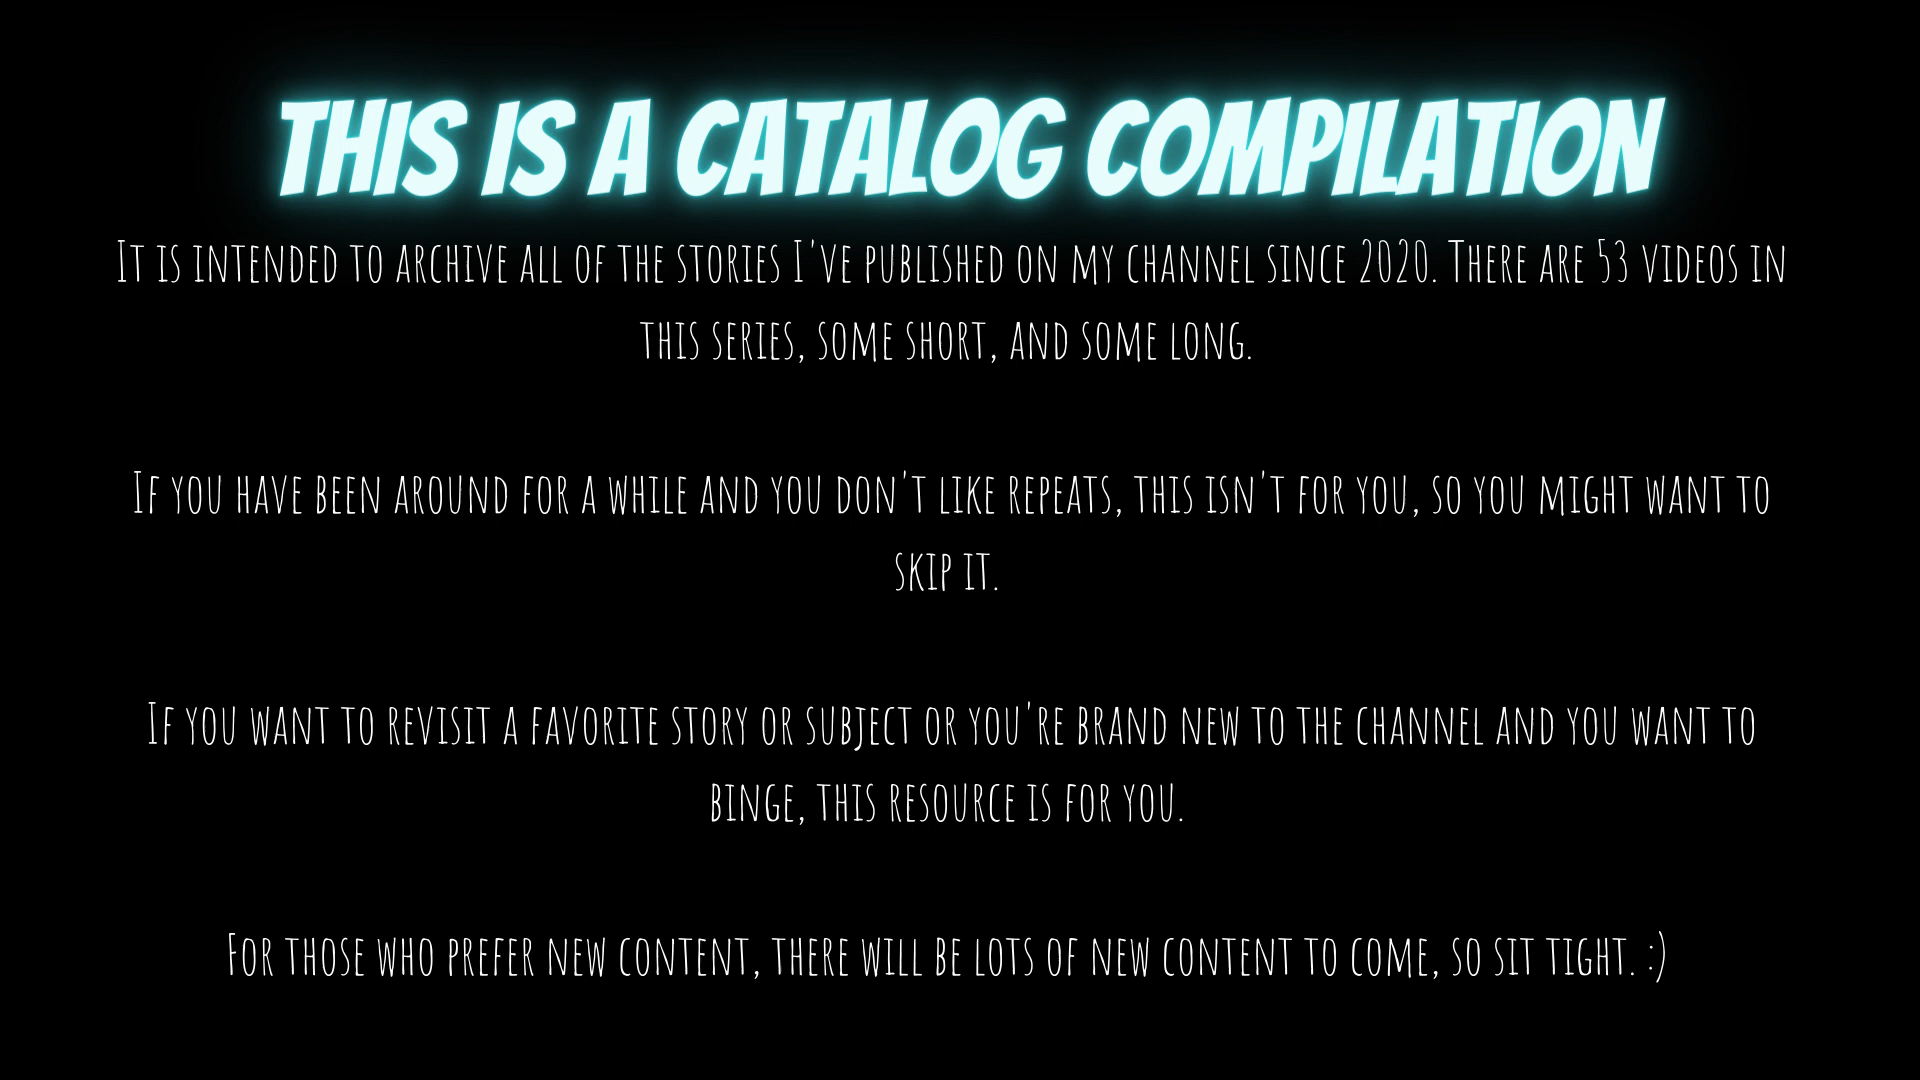 THIS IS A CATALOG COMPILATION
It is intended to archive all of the stories I've published on my channel since 2020. There are 53 videos in
this series, some short, and some long.
If you have been around for a while and you don't like repeats, this isn't for you, so you might want to
skip it.
If you want to revisit a favorite story or subject or you're brand new to the channel and you want to
binge, this resource is for you.
For those who prefer new content, there will be lots of new content to come, so sit tight. :)